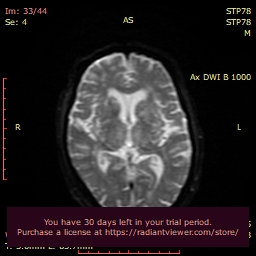 Im: 33/44
Se: 4
AS
STP78
STP78
M
Ax DWI B 1000
R
L
You have 30 days left in your trial period.
Purchase a license at https://radiantviewer.com/store/